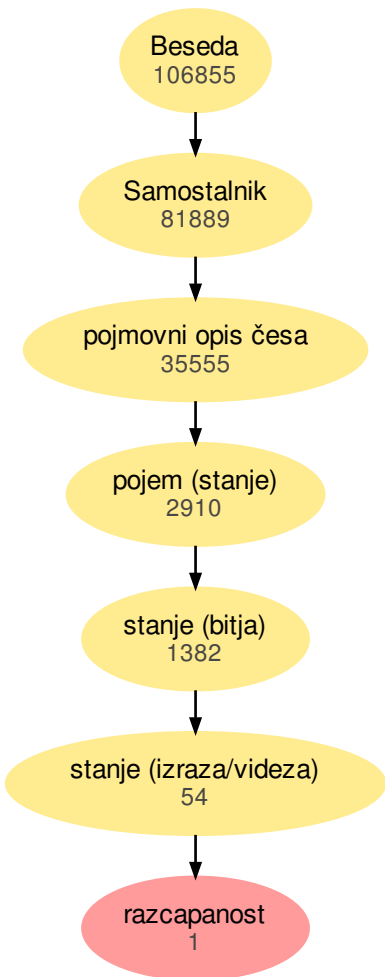 Beseda
106855
Samostalnik
81889
pojmovni opis česa
35555
pojem (stanje)
2910
stanje (bitja)
1382
stanje (izraza/videza)
54
razcapanost
1